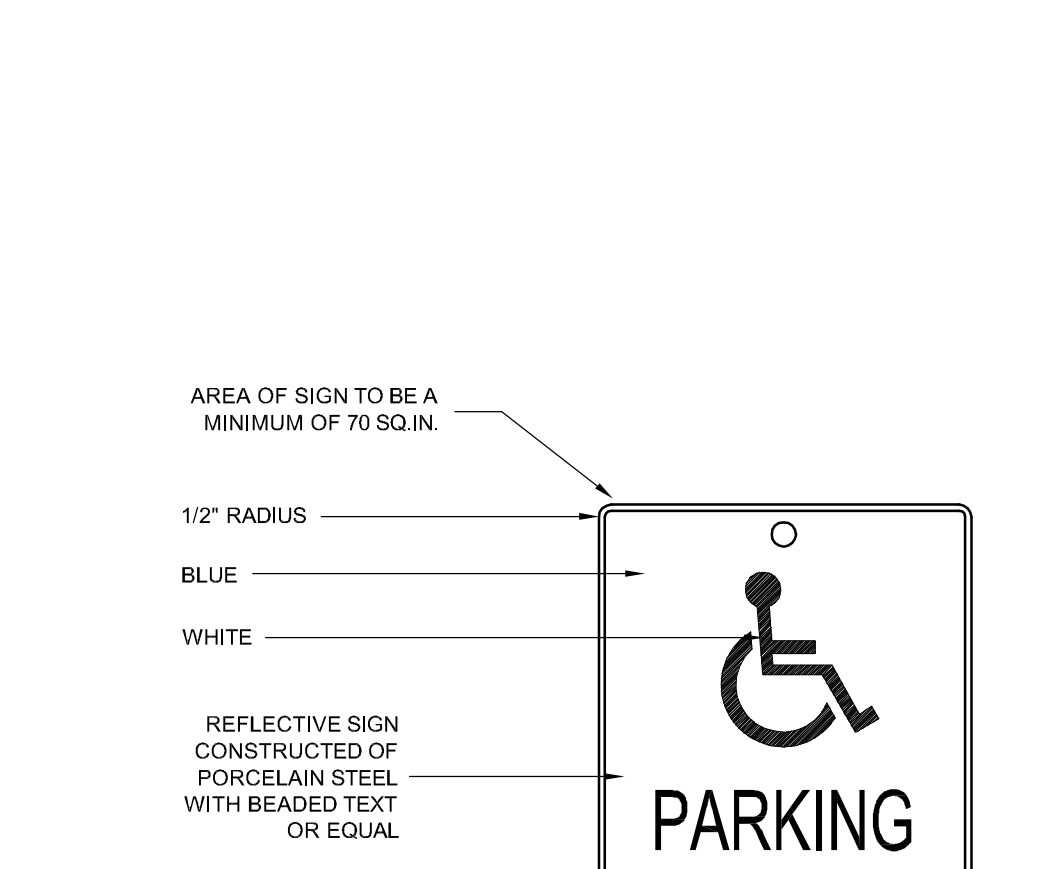 AREA OF SIGN TO BE A
MINIMUM OF 70 SQ.IN.
1/2" RADIUS
BLUE
WHITE
REFLECTIVE SIGN
CONSTRUCTED OF
PORCELAIN STEEL
WITH BEADED TEXT
OR EQUAL
PARKING